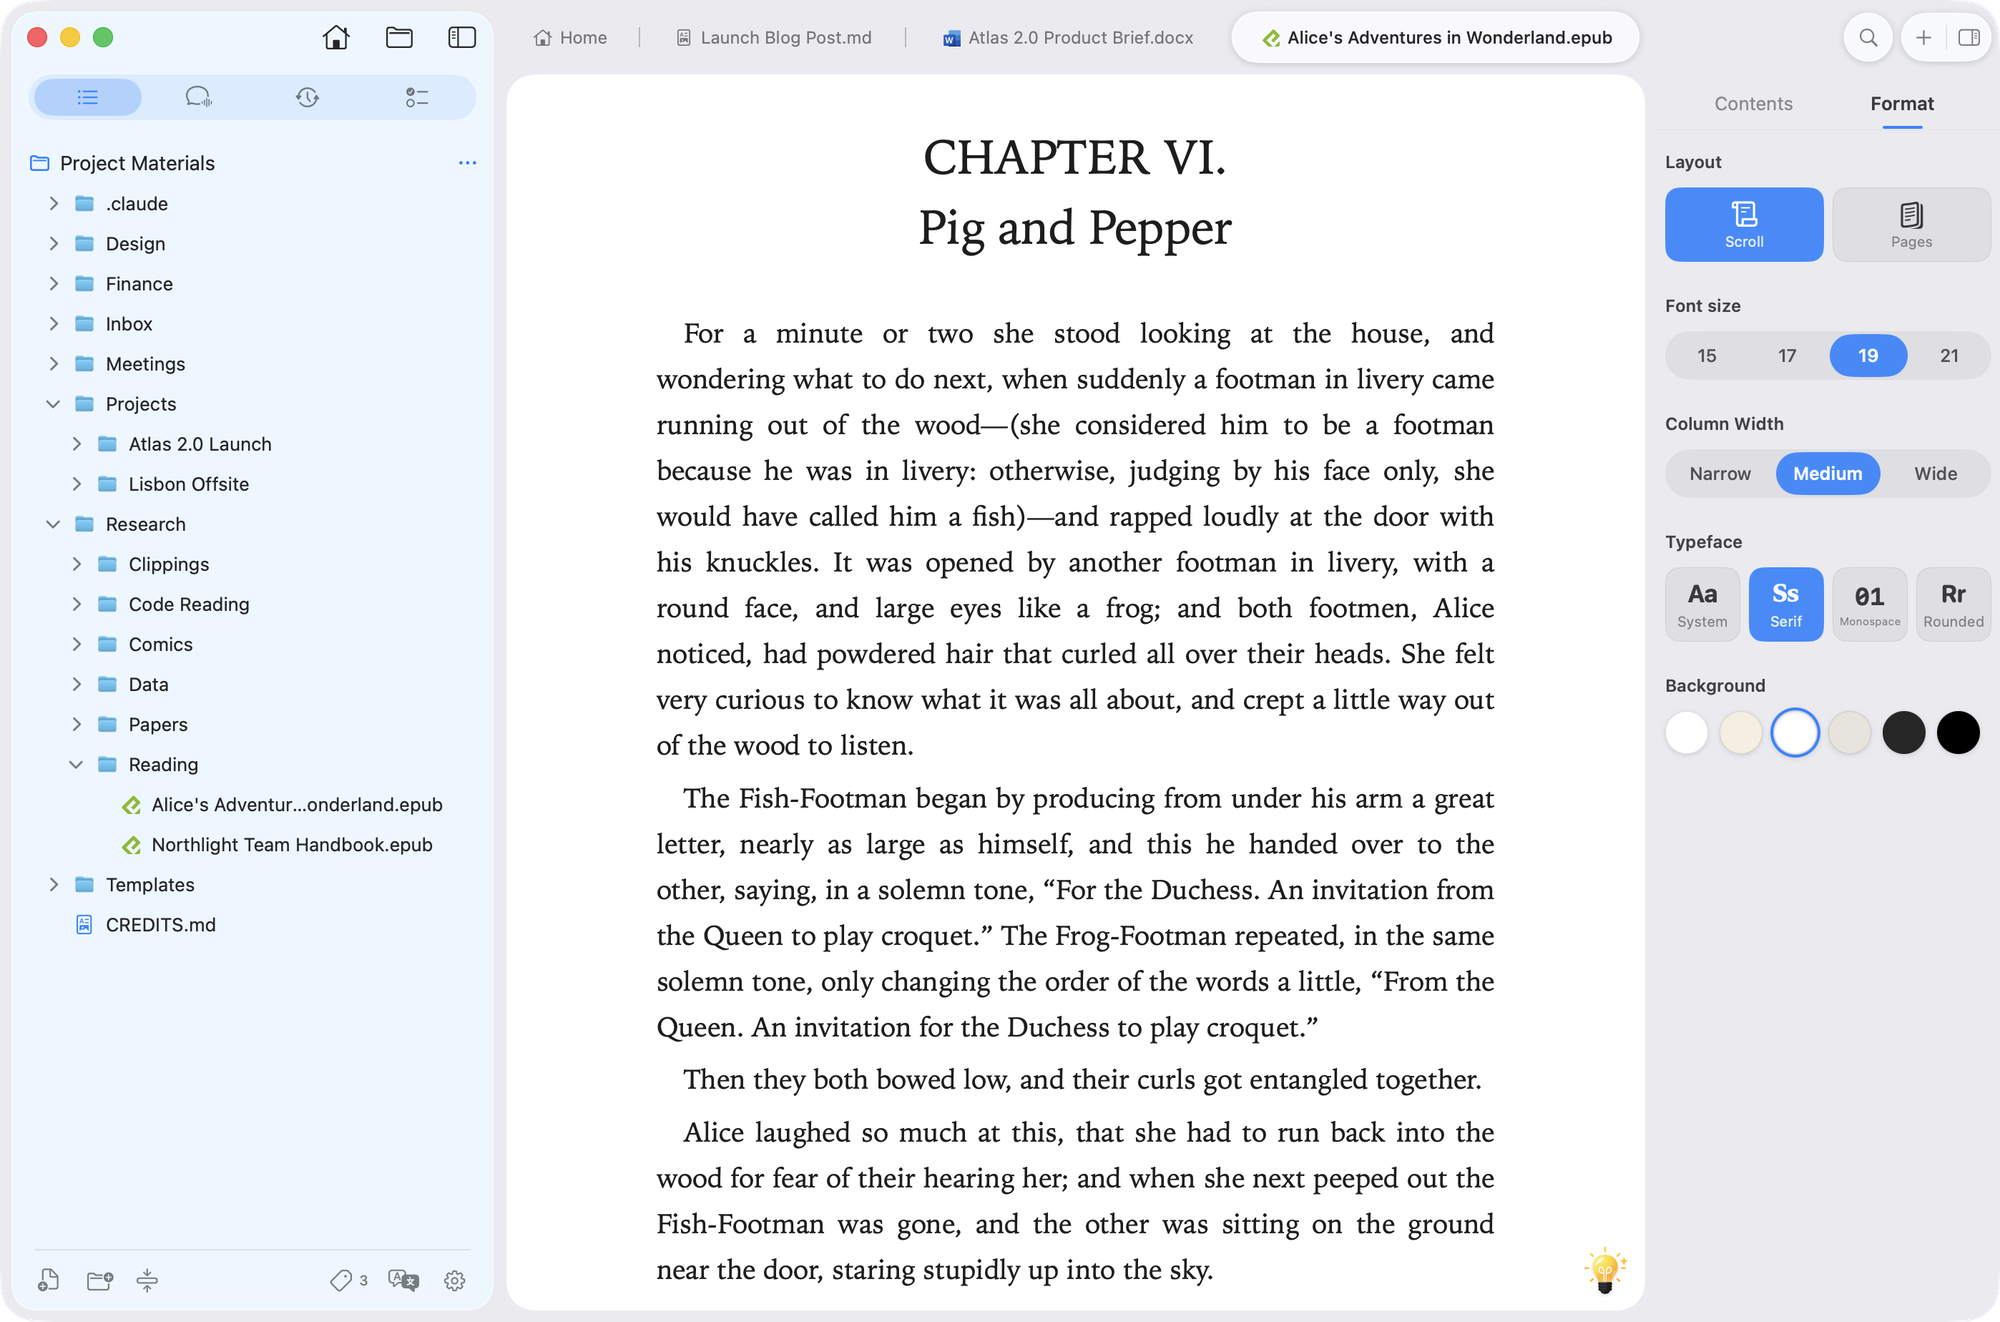 Home
Launch Blog Post.md
Atlas 2.0 Product Brief.docx
Alice's Adventures in Wonderland.epub
Project Materials
.claude
Design
Finance
Inbox
Meetings
Projects
Atlas 2.0 Launch
Lisbon Offsite
Research
Clippings
Code Reading
Comics
Data
Papers
Reading
Alice's Adventur...onderland.epub
Northlight Team Handbook.epub
Templates
CREDITS.md
3
CHAPTER VI.
Pig and Pepper
For a minute or two she stood looking at the house, and
wondering what to do next, when suddenly a footman in livery came
running out of the wood—(she considered him to be a footman
because he was in livery: otherwise, judging by his face only, she
would have called him a fish)—and rapped loudly at the door with
his knuckles. It was opened by another footman in livery, with a
round face, and large eyes like a frog; and both footmen, Alice
noticed, had powdered hair that curled all over their heads. She felt
very curious to know what it was all about, and crept a little way out
of the wood to listen.
The Fish-Footman began by producing from under his arm a great
letter, nearly as large as himself, and this he handed over to the
other, saying, in a solemn tone, “For the Duchess. An invitation from
the Queen to play croquet.” The Frog-Footman repeated, in the same
solemn tone, only changing the order of the words a little, “From the
Queen. An invitation for the Duchess to play croquet.”
Then they both bowed low, and their curls got entangled together.
Alice laughed so much at this, that she had to run back into the
wood for fear of their hearing her; and when she next peeped out the
Fish-Footman was gone, and the other was sitting on the ground
near the door, staring stupidly up into the sky.
Contents
Format
Layout
Scroll
Pages
Font size
15 17 19 21
Column Width
Narrow Medium Wide
Typeface
Aa Ss 01 Rr
System Serif Monospace Rounded
Background